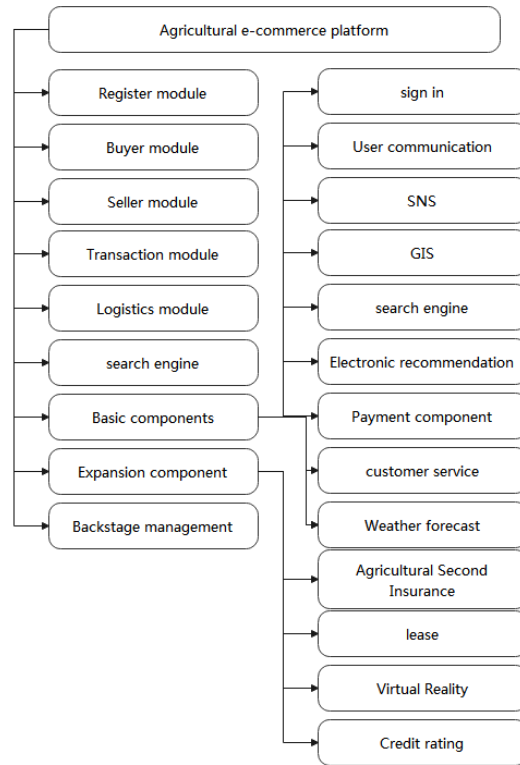 Agricultural e-commerce platform
Register module
Buyer module
Seller module
Transaction module
Logistics module
search engine
Basic components
Expansion component
Backstage management
sign in
User communication
SNS
GIS
search engine
Electronic recommendation
Payment component
customer service
Weather forecast
Agricultural Second
Insurance
lease
Virtual Reality
Credit rating